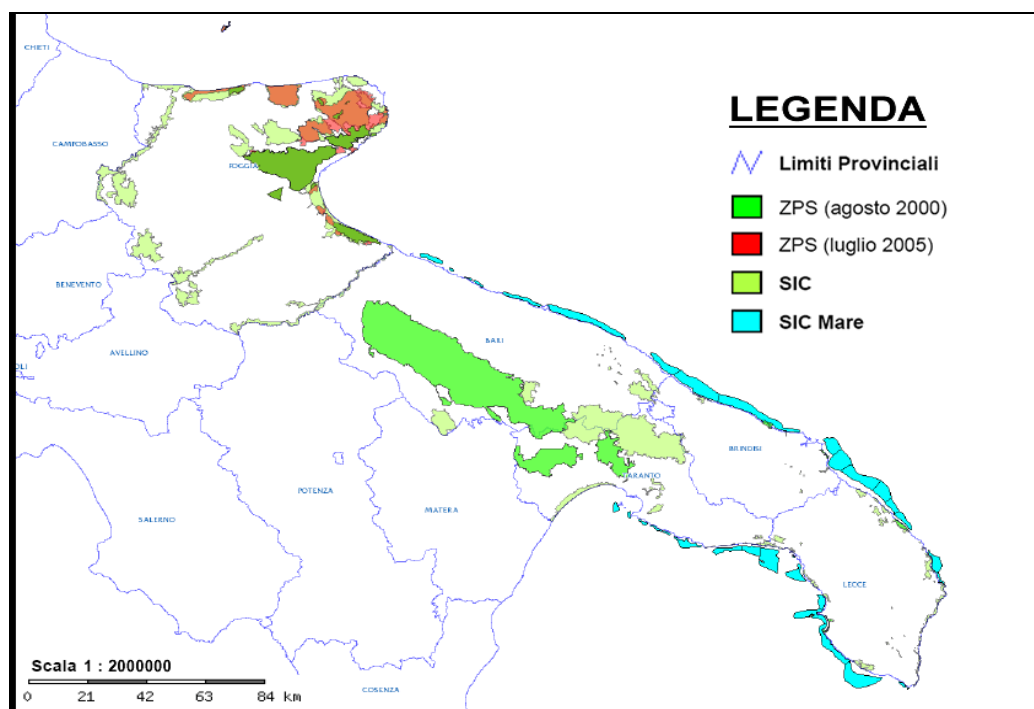 CHIETI
CAMPOBASSO
FOGGIA
BENEVENTO
AVELLINO
BARI
POTENZA
MATERA
SALERNO
BRINDISI
LECCE
COSENZA
LEGENDA
Limiti Provinciali
ZPS (agosto 2000)
ZPS (luglio 2005)
SIC
SIC Mare
Scala 1 : 2000000
0 21 42 63 84 km